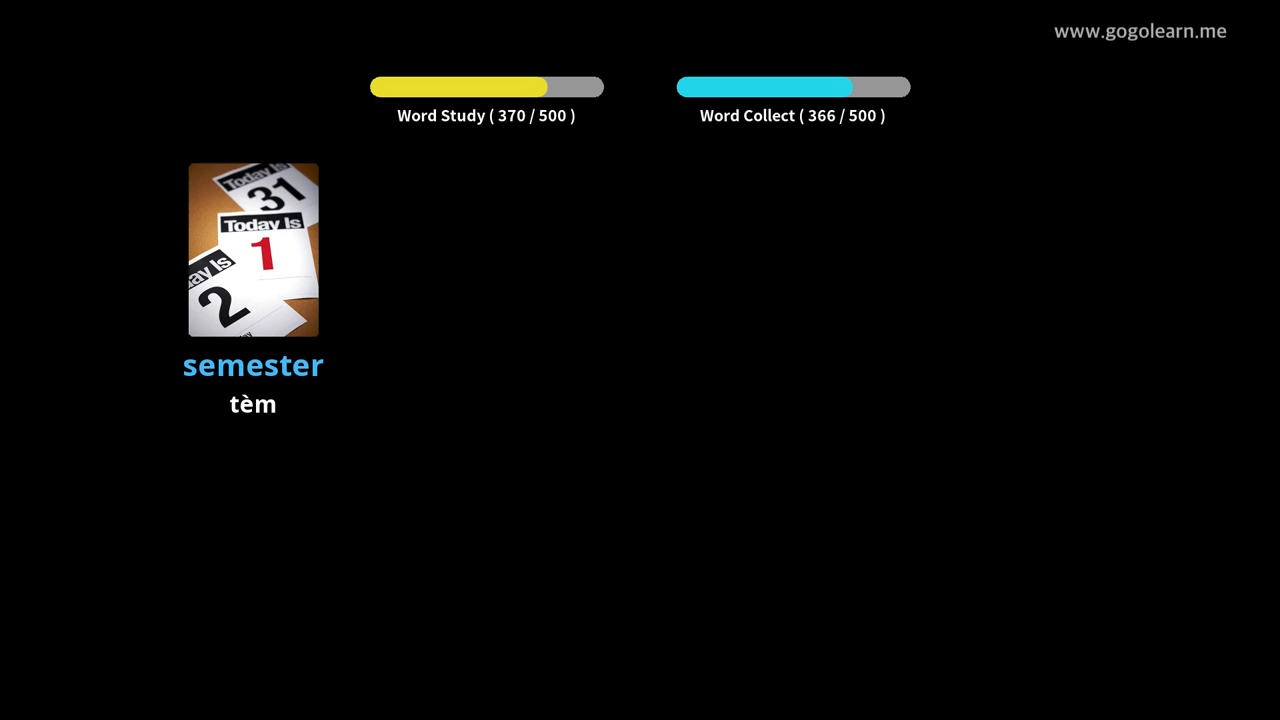 www.gogolearn.me
Word Study ( 370 / 500 )
Word Collect ( 366 / 500 )
Today Is
31
Today Is
1
ay Is
2
semester
tèm